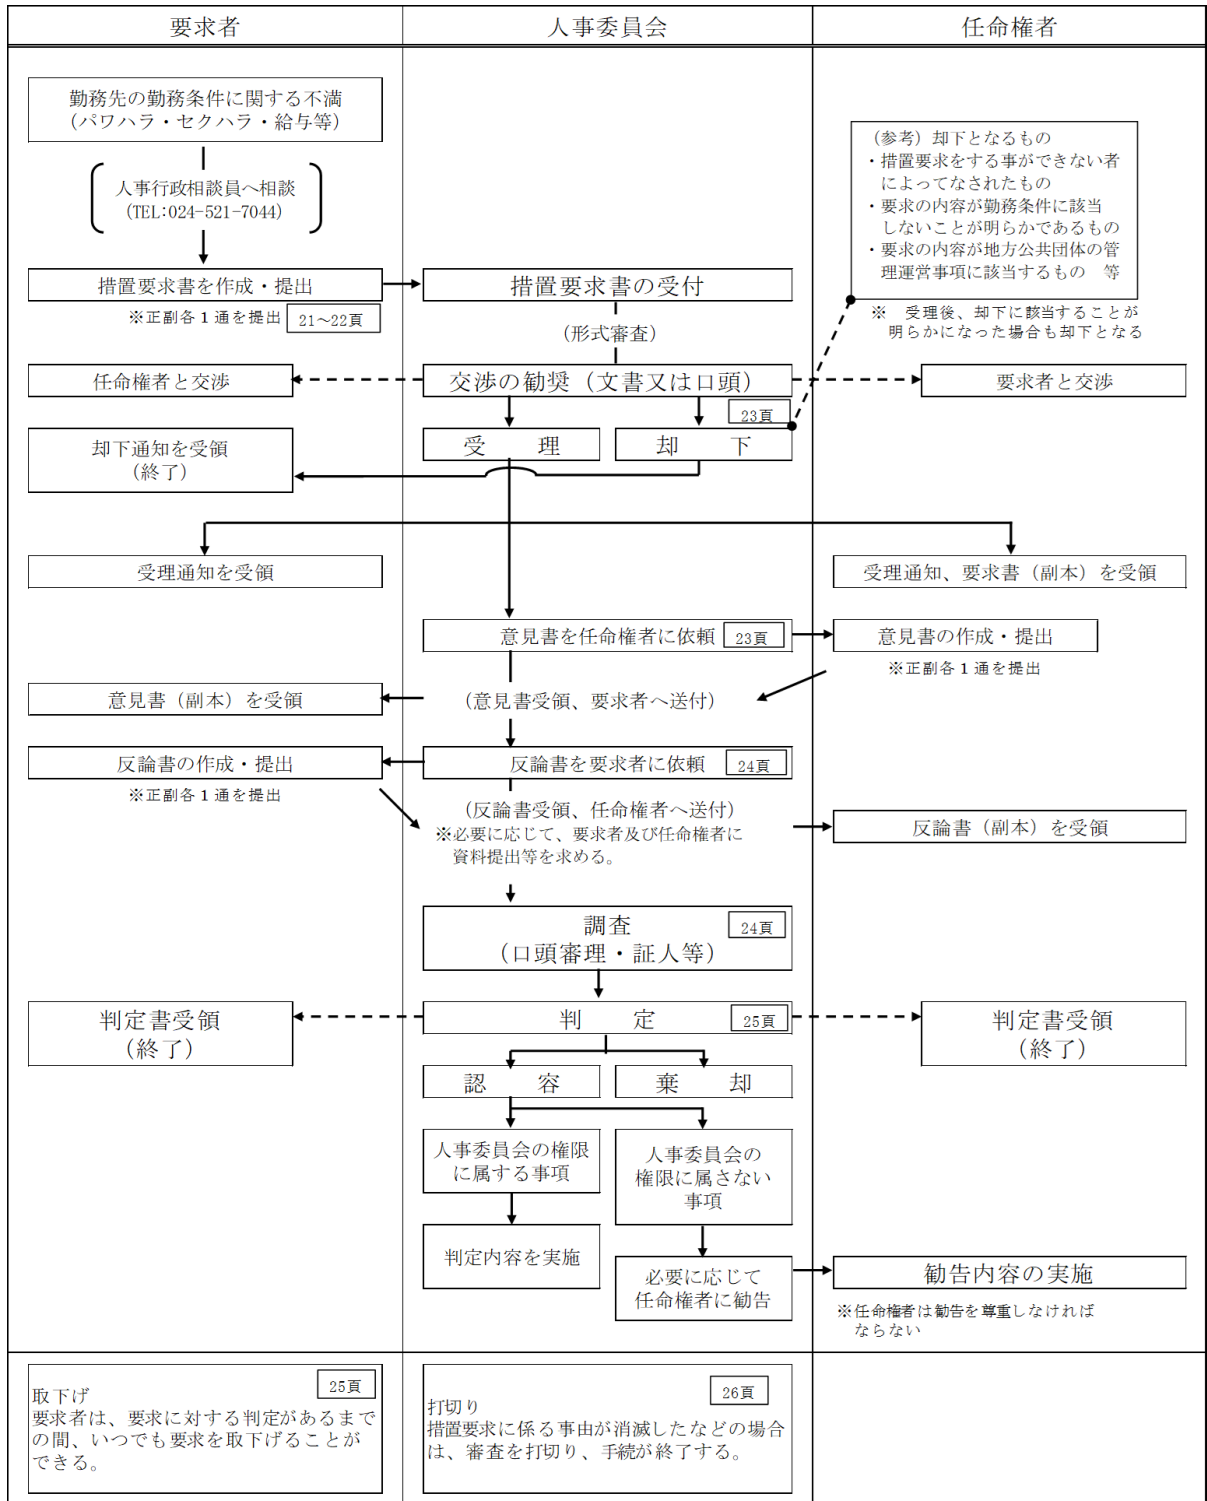 要求者
人事委員会
任命権者
勤務先の勤務条件に関する不満
（パワハラ・セクハラ・給与等）
人事行政相談員へ相談
(TEL:024-521-7044)
（参考）却下となるもの
・措置要求をする事ができない者
によってなされたもの
・要求の内容が勤務条件に該当
しないことが明らかであるもの
・要求の内容が地方公共団体の管
理運営事項に該当するもの　等
※　受理後、却下に該当することが
明らかになった場合も却下となる
措置要求書を作成・提出
※正副各１通を提出
21～22頁
措置要求書の受付
（形式審査）
任命権者と交渉
交渉の勧奨（文書又は口頭）
要求者と交渉
23頁
受　理
却　下
却下通知を受領
（終了）
受理通知を受領
受理通知、要求書（副本）を受領
意見書を任命権者に依頼
23頁
意見書の作成・提出
※正副各１通を提出
意見書（副本）を受領
（意見書受領、要求者へ送付）
反論書の作成・提出
※正副各１通を提出
反論書を要求者に依頼
24頁
（反論書受領、任命権者へ送付）
※必要に応じて、要求者及び任命権者に
資料提出等を求める。
反論書（副本）を受領
調査
（口頭審理・証人等）
24頁
判定書受領
（終了）
判　定
25頁
判定書受領
（終了）
認　容
棄　却
人事委員会の権限
に属する事項
人事委員会の
権限に属さない
事項
判定内容を実施
必要に応じて
任命権者に勧告
勧告内容の実施
※任命権者は勧告を尊重しなければ
ならない
25頁
取下げ
要求者は、要求に対する判定があるまで
の間、いつでも要求を取下げることが
できる。
26頁
打切り
措置要求に係る事由が消滅したなどの場合
は、審査を打切り、手続が終了する。